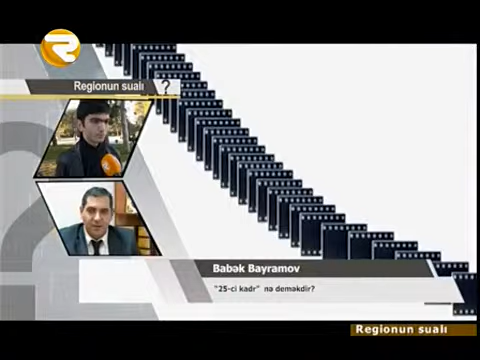 Regionun sualı ?
Babək Bayramov
"25-ci kadr" nə deməkdir?
Regionun sualı